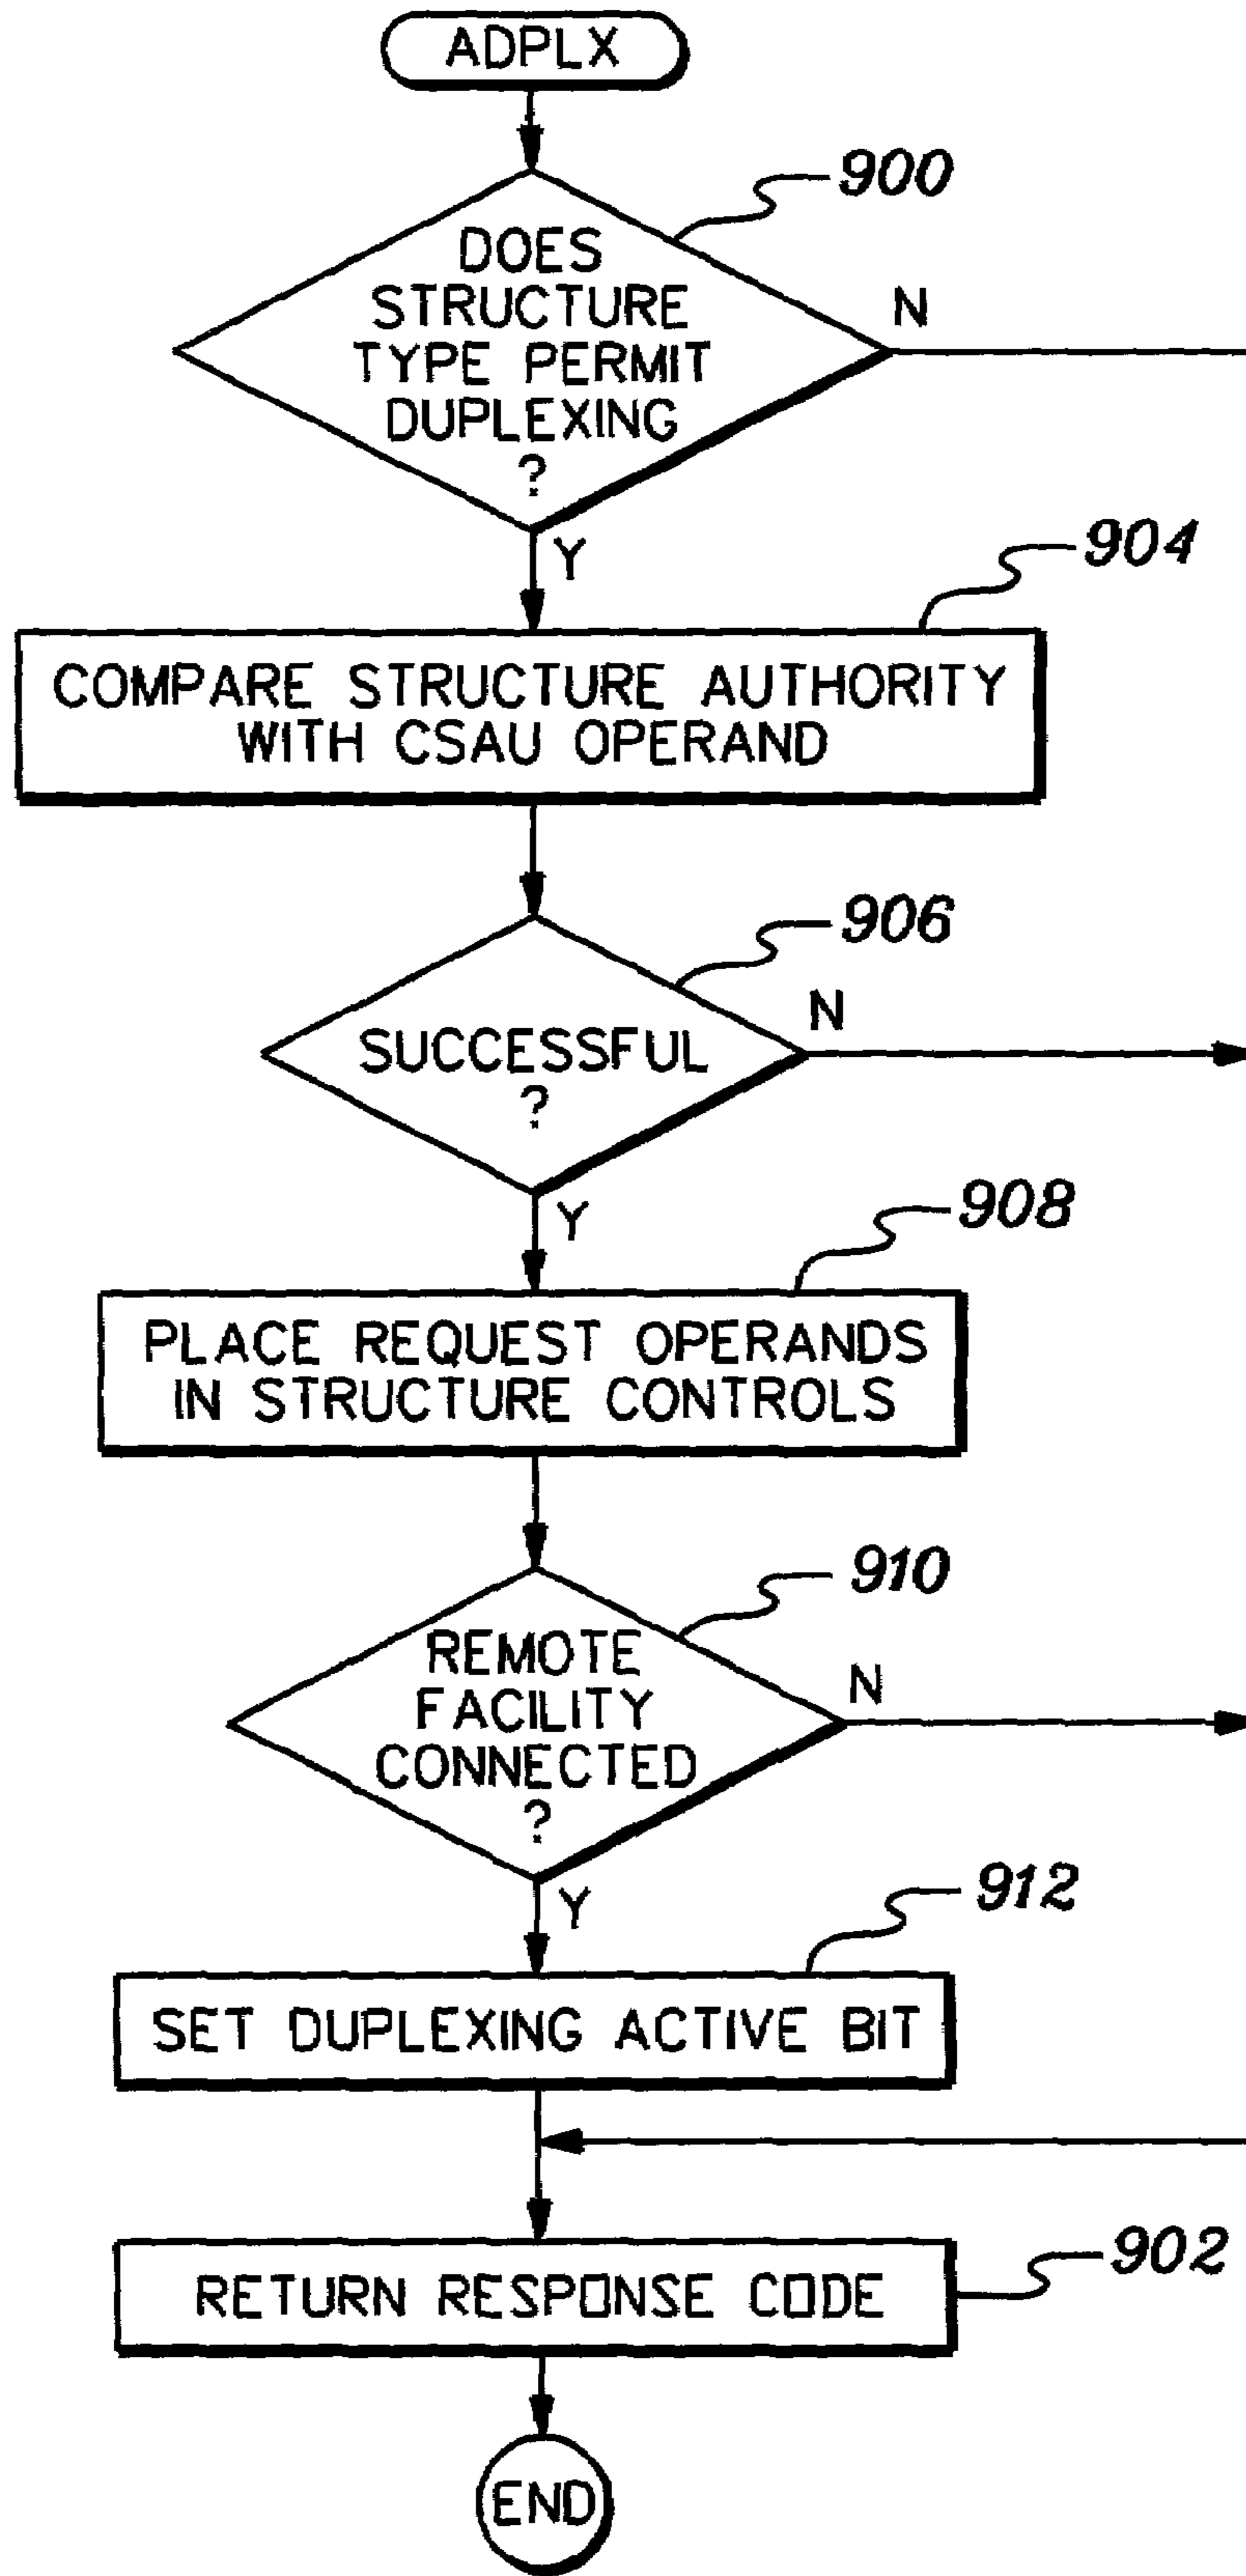 ADPLX
900
DOES
STRUCTURE
TYPE PERMIT
DUPLEXING
?
N
Y
904
COMPARE STRUCTURE AUTHORITY
WITH CSAU OPERAND
906
SUCCESSFUL
?
N
Y
908
PLACE REQUEST OPERANDS
IN STRUCTURE CONTROLS
910
REMOTE
FACILITY
CONNECTED
?
N
Y
912
SET DUPLEXING ACTIVE BIT
902
RETURN RESPONSE CODE
END